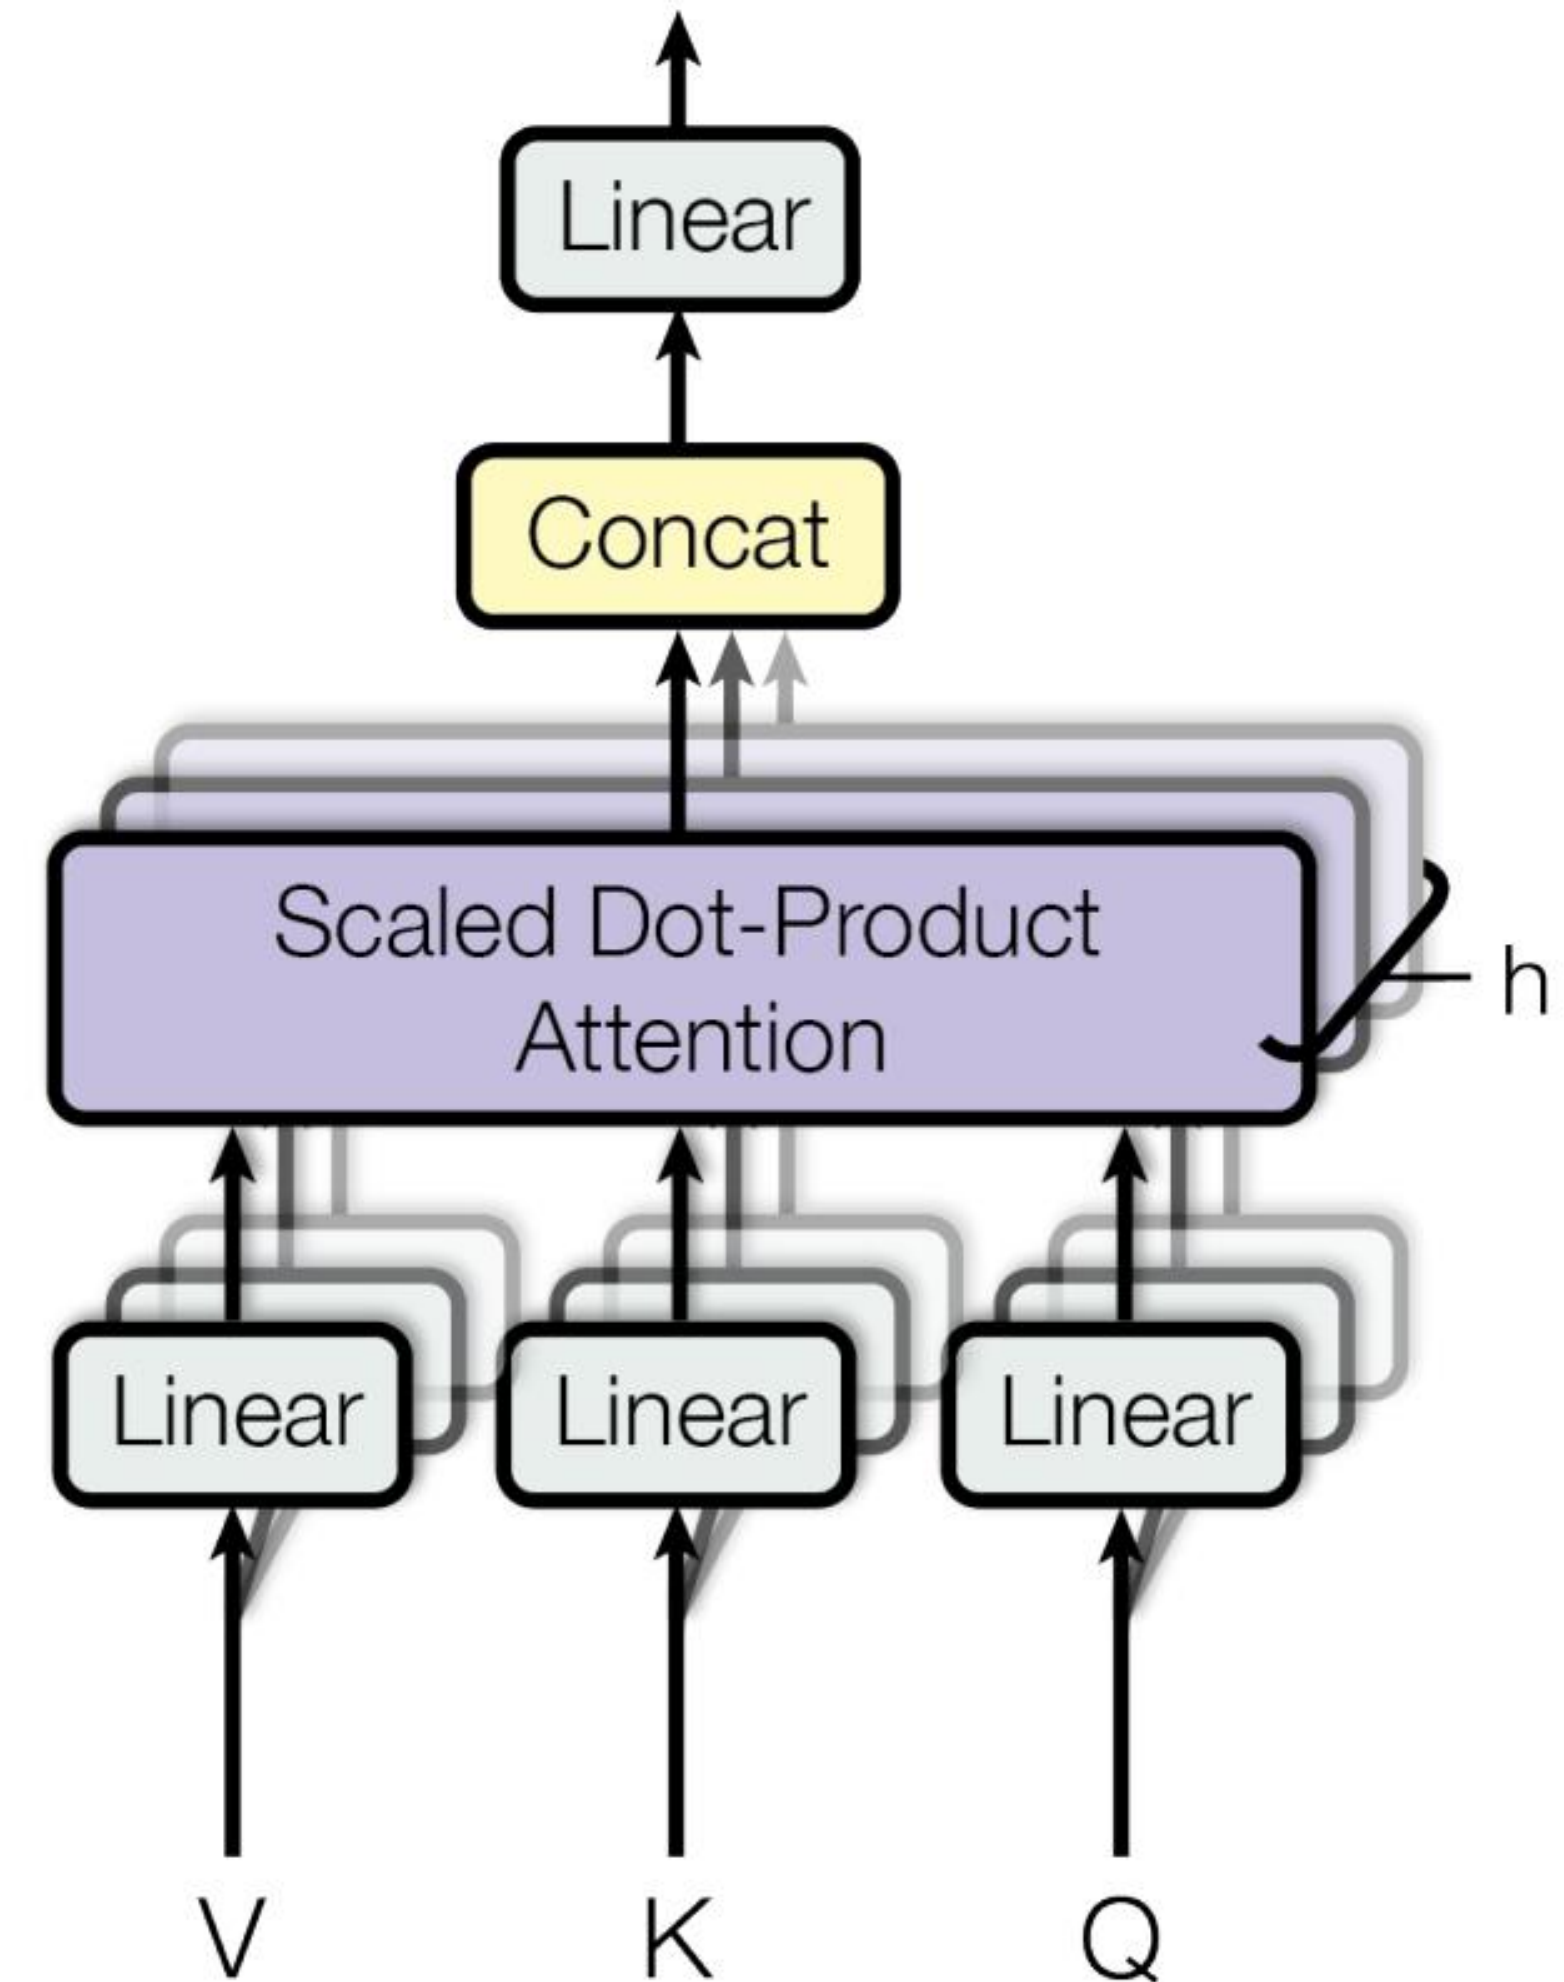 Linear
Concat
Scaled Dot-Product
Attention
h
Linear
Linear
Linear
V
K
Q